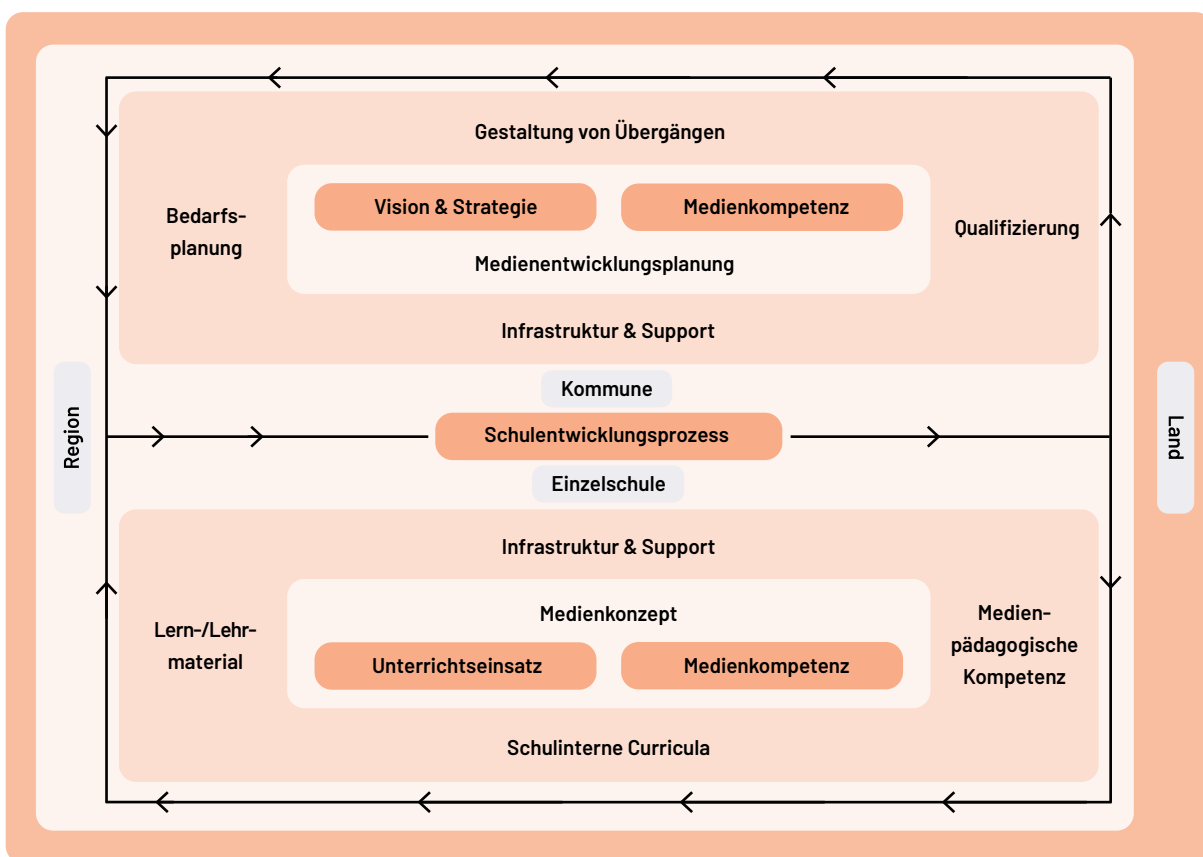 Gestaltung von Übergängen
Bedarfs-
planung
Vision & Strategie
Medienkompetenz
Medienentwicklungsplanung
Qualifizierung
Infrastruktur & Support
Region
Kommune
Schulentwicklungsprozess
Einzelschule
Land
Infrastruktur & Support
Lern-/Lehr-
material
Medienkonzept
Unterrichtseinsatz
Medienkompetenz
Medien-
pädagogische
Kompetenz
Schulinterne Curricula